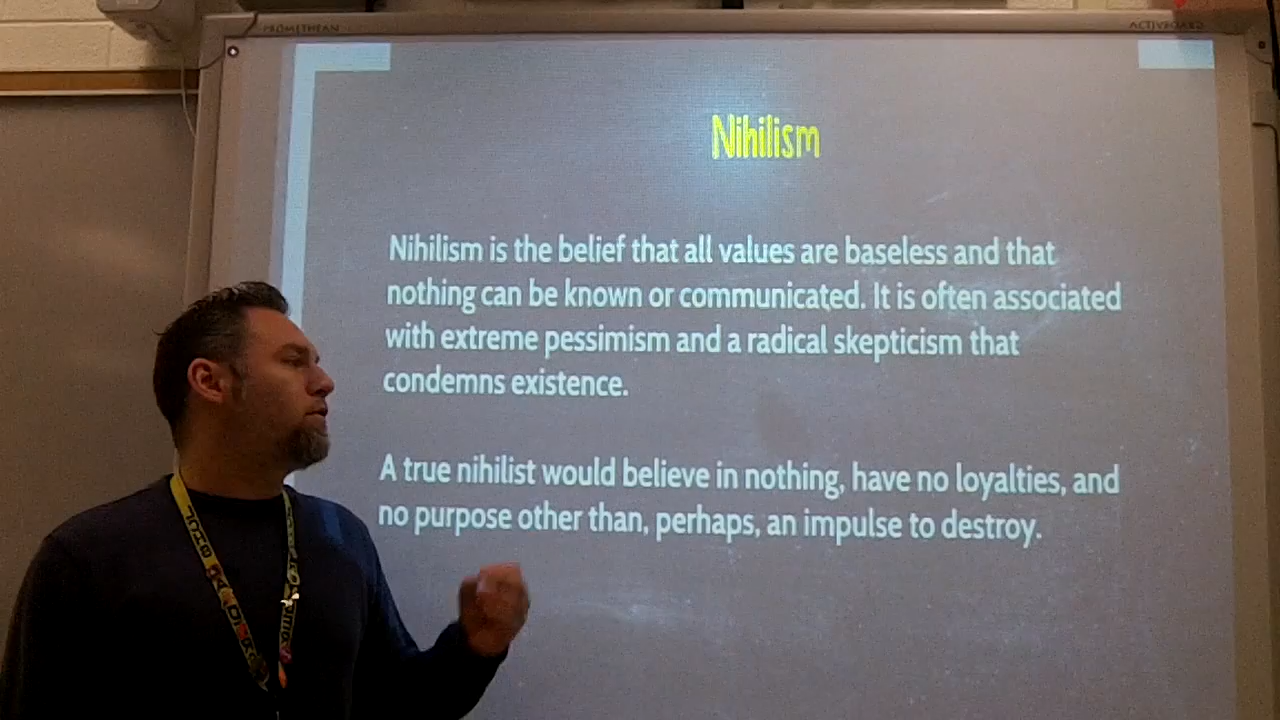 PROMETHEAN
ACTIVBOARD
Nihilism
Nihilism is the belief that all values are baseless and that
nothing can be known or communicated. It is often associated
with extreme pessimism and a radical skepticism that
condemns existence.
A true nihilist would believe in nothing, have no loyalties, and
no purpose other than, perhaps, an impulse to destroy.